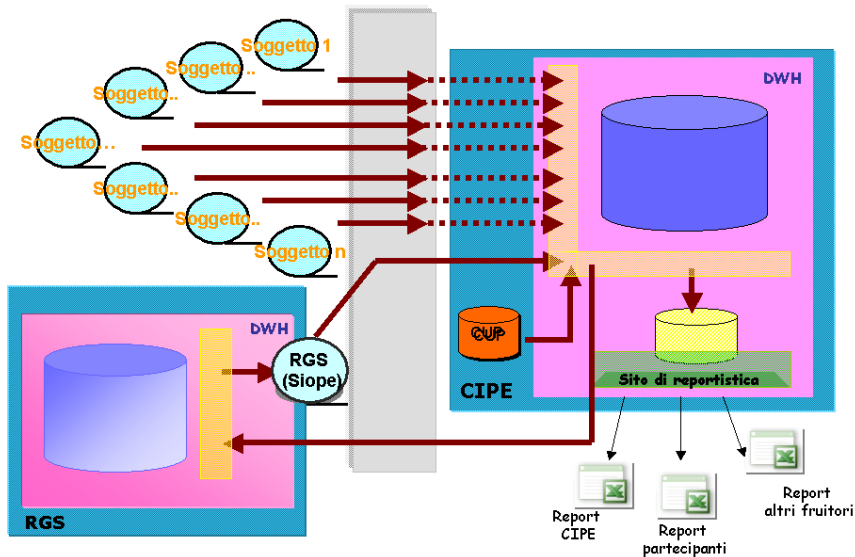 Soggetto 1
Soggetto ..
Soggetto..
Soggetto...
Soggetto..
Soggetto..
Soggetto n
DWH
CUP
CIPE
Sito di reportistica
DWH
RGS
(Siope)
RGS
Report
CIPE
Report
partecipanti
Report
altri fruitori